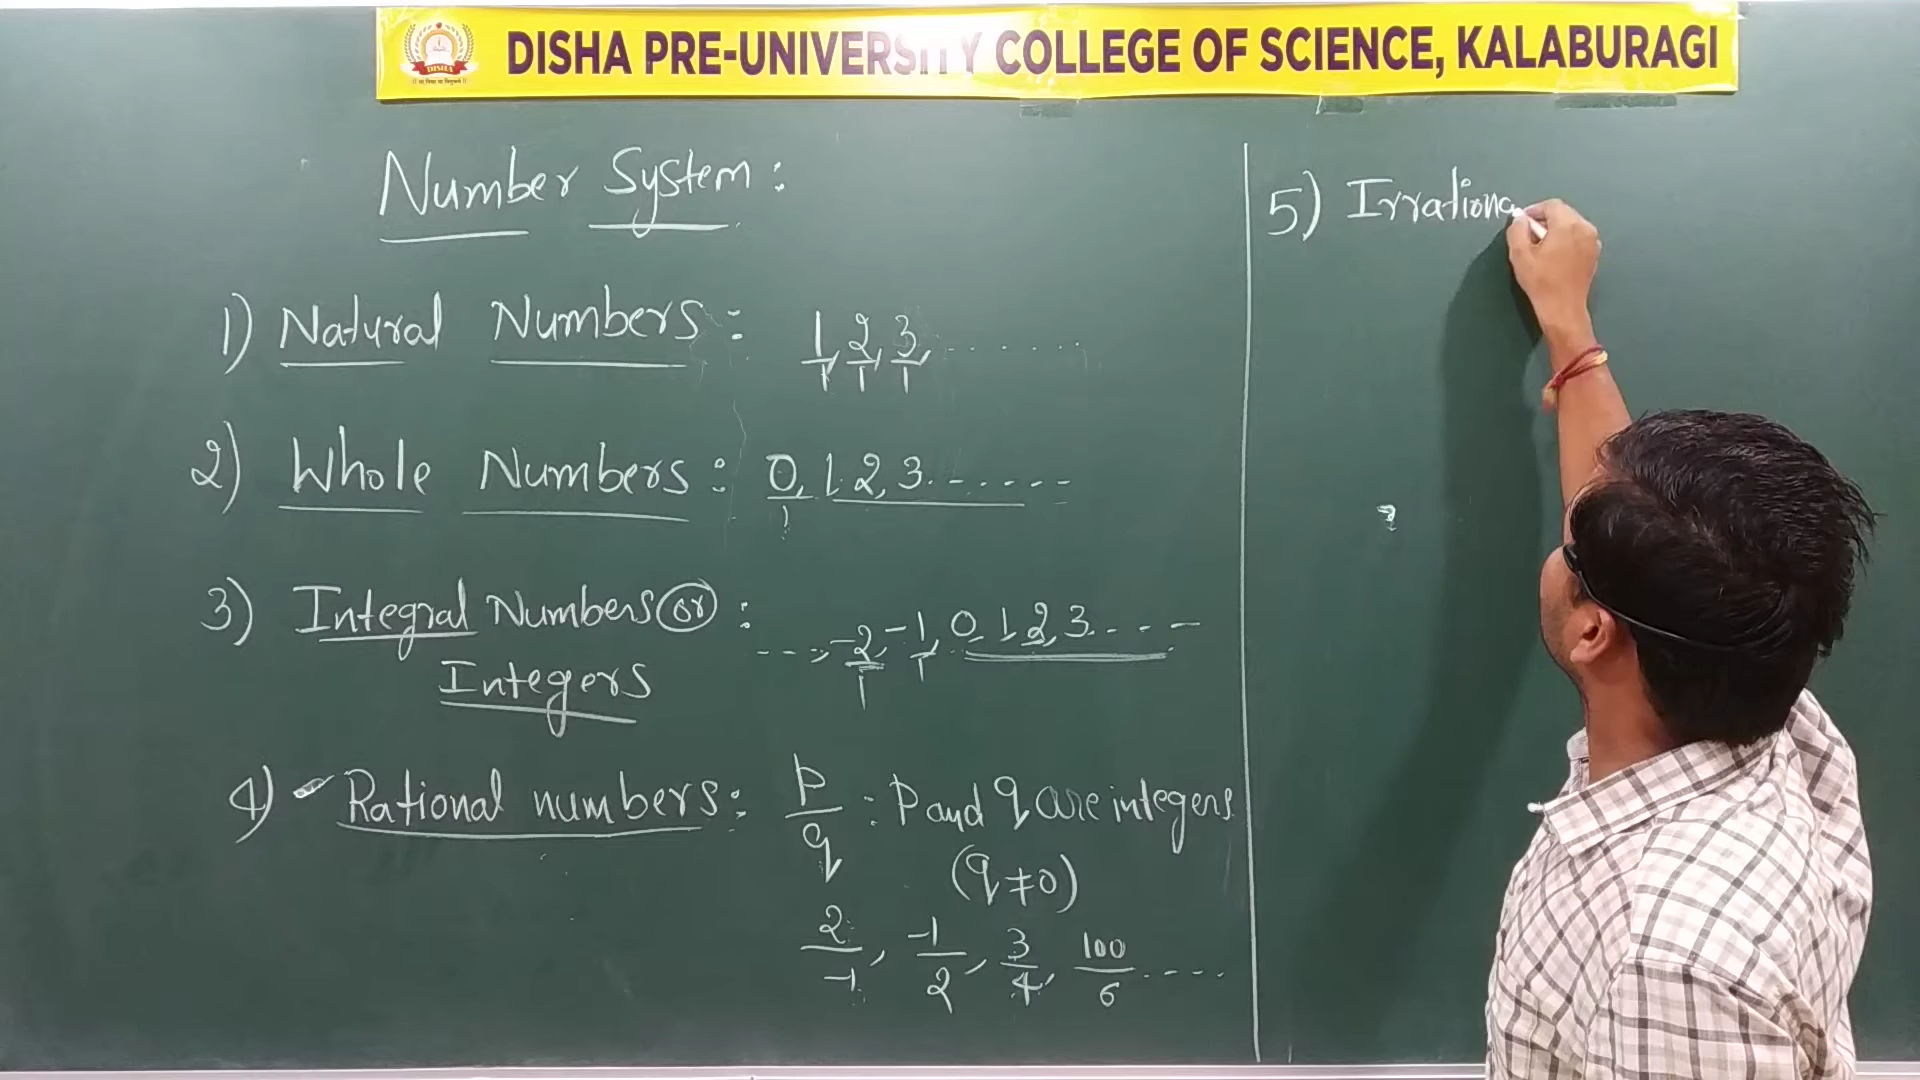 DISHA PRE-UNIVERSITY COLLEGE OF SCIENCE, KALABURAGI
DISHA
Number System:
1) Natural Numbers: 1/1, 2/1, 3/1, ......
2) Whole Numbers: 0, 1, 2, 3.......
3) Integral Numbers or : ---, -2/1, -1/1, 0, 1, 2, 3.....
Integers
4) Rational numbers: p/q : p and q are integers
(q ≠ 0)
2/-1, -1/2, 3/4, 100/6 ....
5) Irrationa